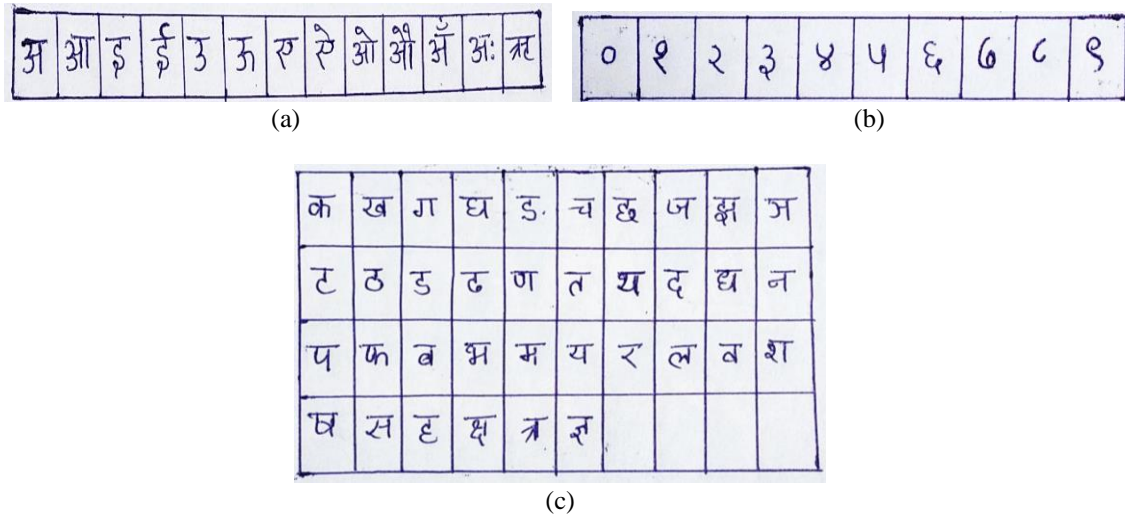 अ आ इ ई उ ऊ ए ऐ ओ औ अँ अः ऋ
(a)
० १ २ ३ ४ ५ ६ ७ ८ ९
(b)
क ख ग घ ङ च छ ज झ ञ
ट ठ ड ढ ण त थ द ध न
प फ ब भ म य र ल व श
ष स ह क्ष त्र ज्ञ
(c)